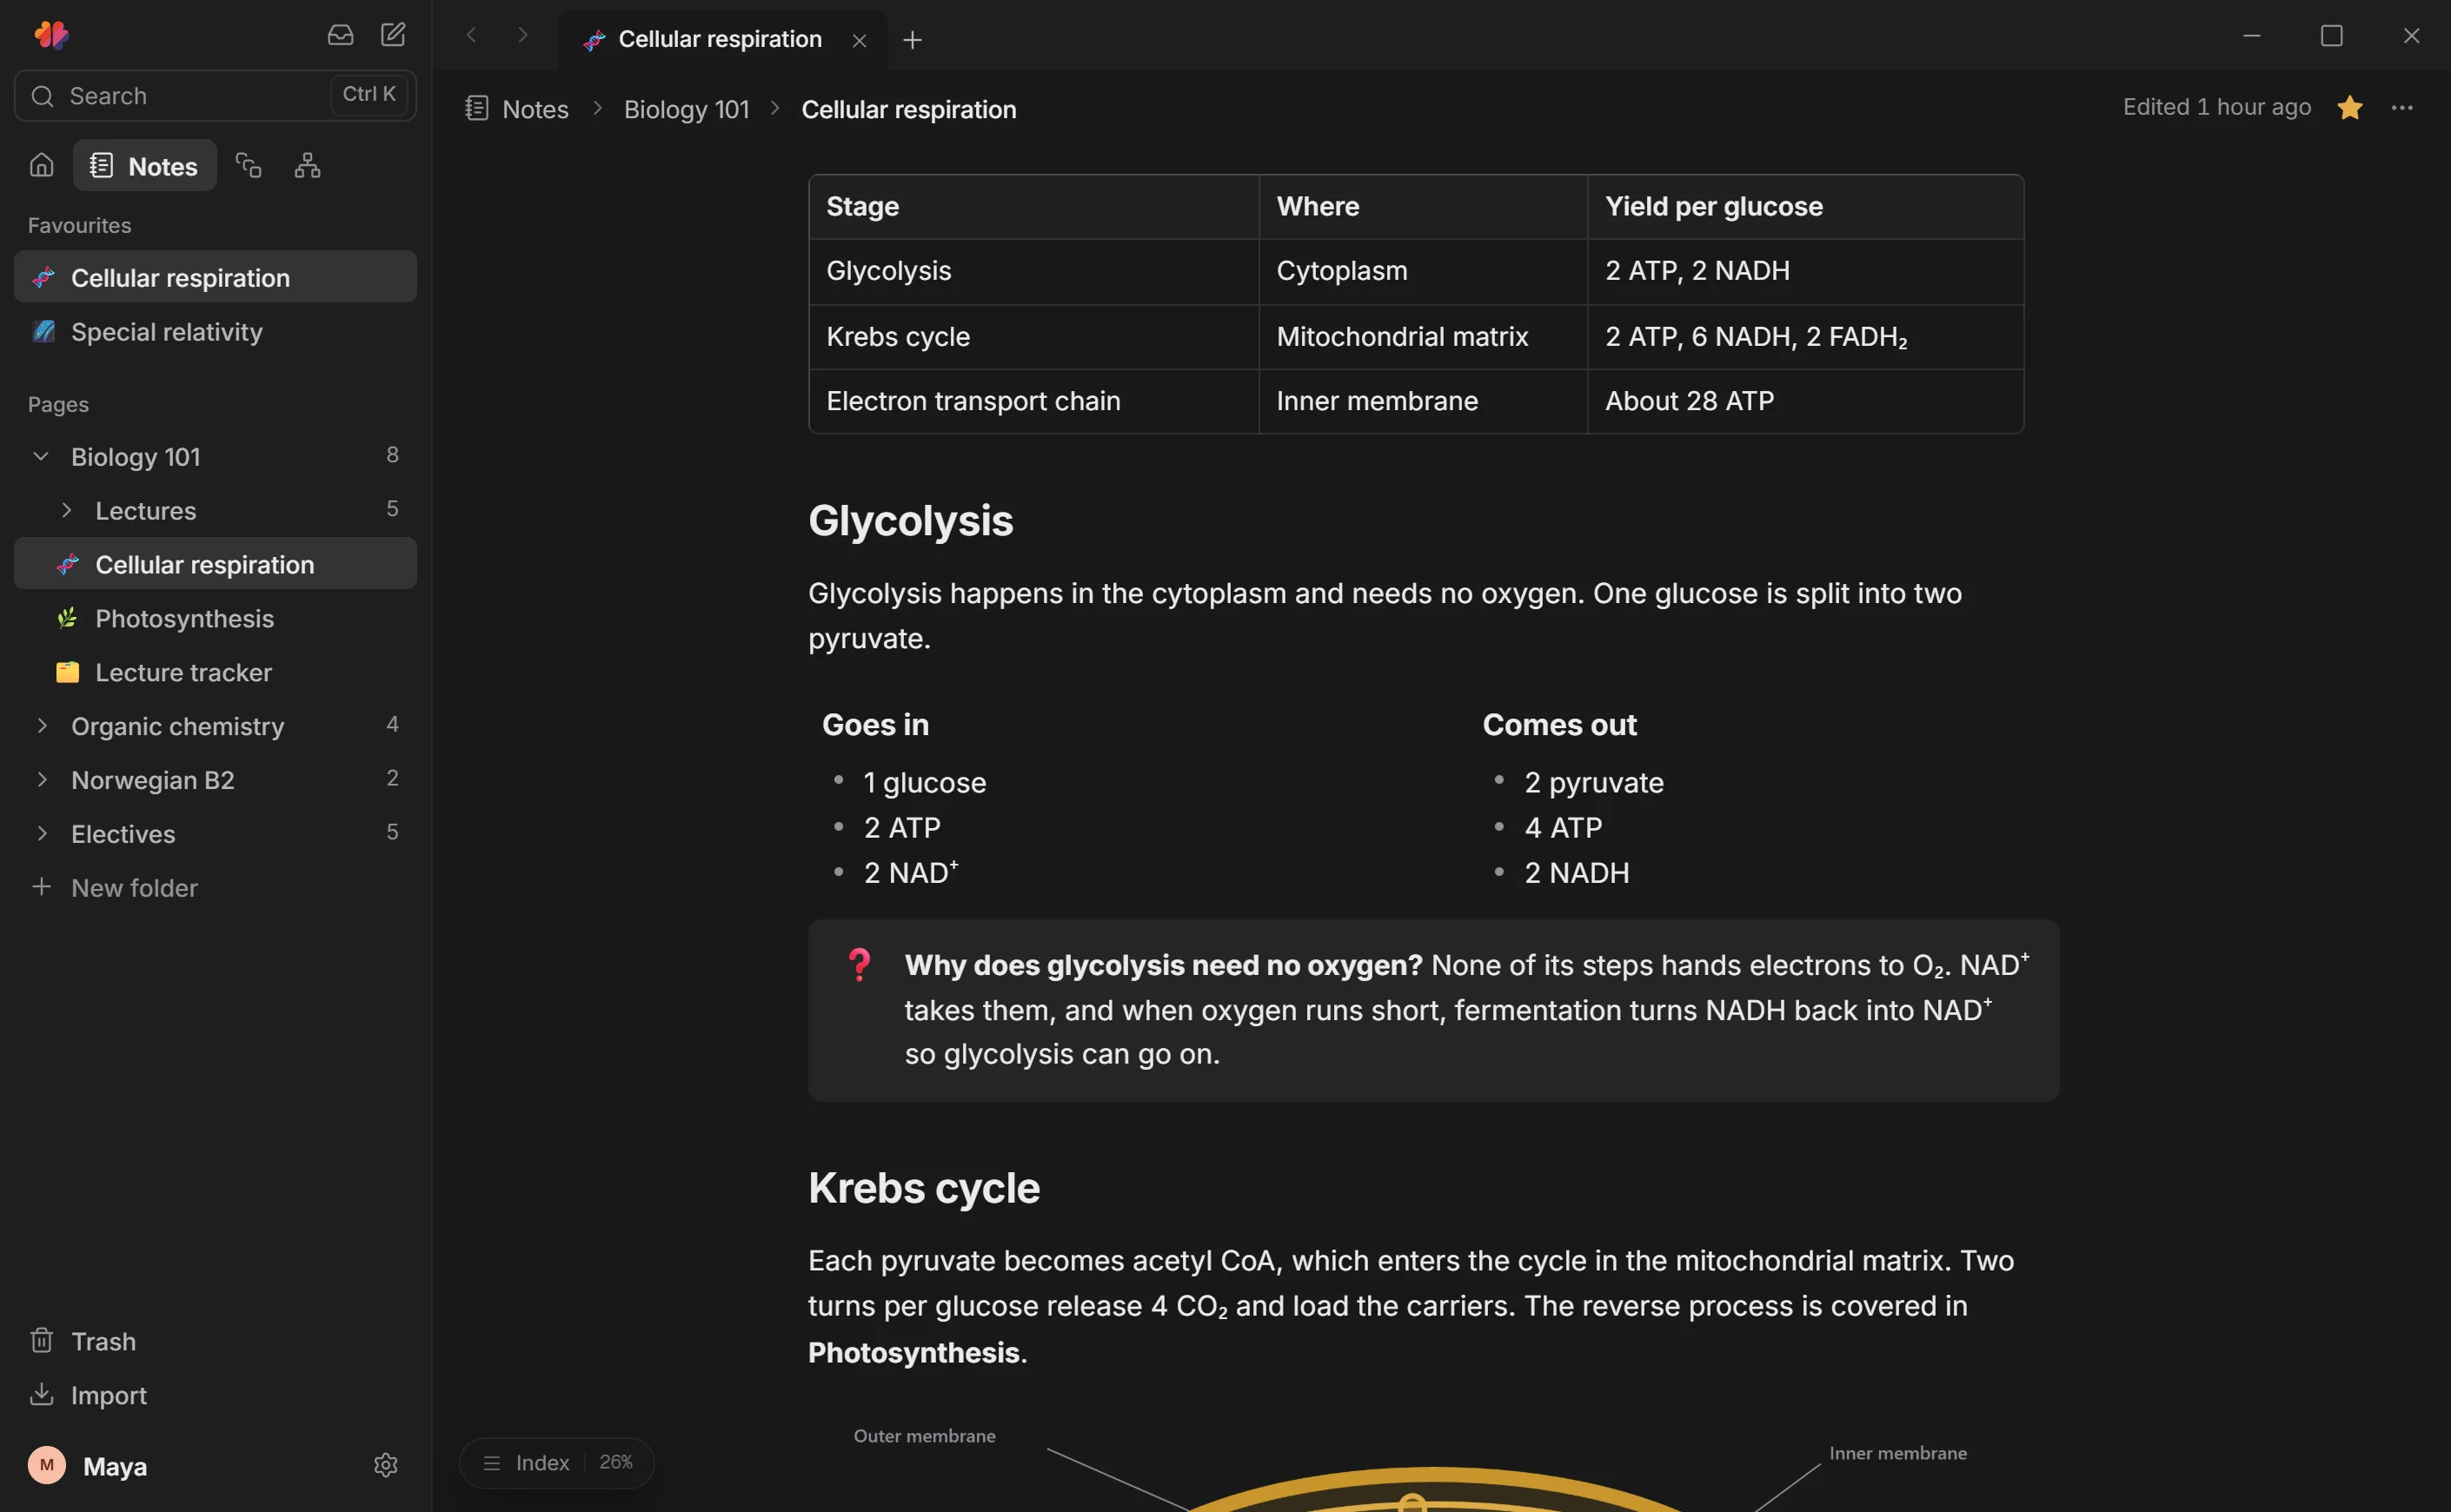 Search
Ctrl K
Notes
Favourites
Cellular respiration
Special relativity
Pages
Biology 101 8
Lectures 5
Cellular respiration
Photosynthesis
Lecture tracker
Organic chemistry 4
Norwegian B2 2
Electives 5
New folder
Trash
Import
M Maya
Cellular respiration
Notes > Biology 101 > Cellular respiration
Edited 1 hour ago
Stage Where Yield per glucose
Glycolysis Cytoplasm 2 ATP, 2 NADH
Krebs cycle Mitochondrial matrix 2 ATP, 6 NADH, 2 FADH₂
Electron transport chain Inner membrane About 28 ATP
Glycolysis
Glycolysis happens in the cytoplasm and needs no oxygen. One glucose is split into two
pyruvate.
Goes in
• 1 glucose
• 2 ATP
• 2 NAD⁺
Comes out
• 2 pyruvate
• 4 ATP
• 2 NADH
❓ Why does glycolysis need no oxygen? None of its steps hands electrons to O₂. NAD⁺
takes them, and when oxygen runs short, fermentation turns NADH back into NAD⁺
so glycolysis can go on.
Krebs cycle
Each pyruvate becomes acetyl CoA, which enters the cycle in the mitochondrial matrix. Two
turns per glucose release 4 CO₂ and load the carriers. The reverse process is covered in
Photosynthesis.
Outer membrane
Inner membrane
Index 26%